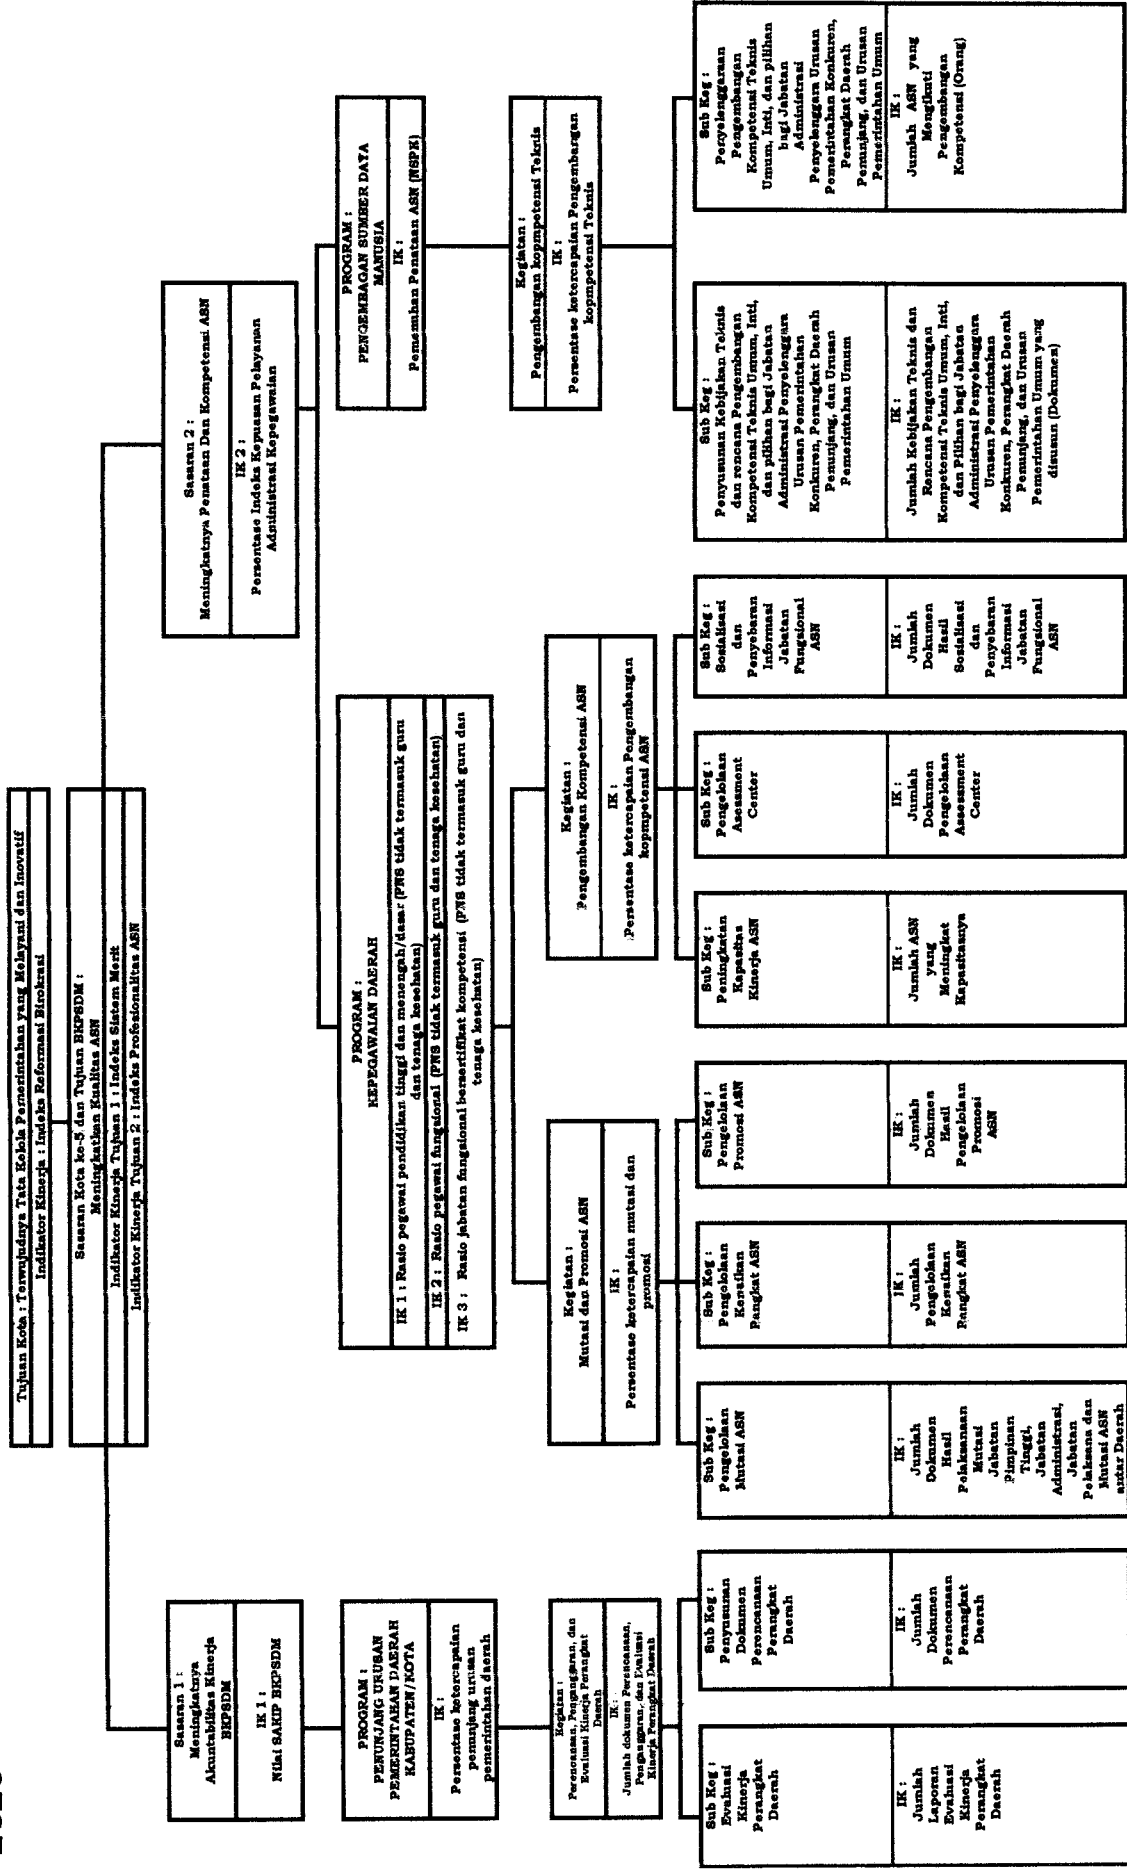 Tujuan Kota : Terwujudnya Tata Kelola Pemerintahan yang Melayani dan Inovatif
Indikator Kinerja : Indeks Reformasi Birokrasi
Sasaran Kota ke-5 dan Tujuan BKPSDM :
Meningkatkan Kualitas ASN
Indikator Kinerja Tujuan 1 : Indeks Sistem Merit
Indikator Kinerja Tujuan 2 : Indeks Profesionalitas ASN
Sasaran 1 :
Meningkatnya
Akuntabilitas Kinerja
BKPSDM
IK 1 :
Nilai SAKIP BKPSDM
Sasaran 2 :
Meningkatnya Penataan Dan Kompetensi ASN
IK 2 :
Persentase Indeks Kepuasan Pelayanan
Administrasi Kepegawaian
PROGRAM :
PENUNJANG URUSAN
PEMERINTAHAN DAERAH
KABUPATEN/KOTA
IK :
Persentase ketercapaian
penunjang urusan
pemerintahan daerah
PROGRAM :
KEPEGAWAIAN DAERAH
IK 1 : Rasio pegawai pendidikan tinggi dan menengah/dasar (PNS tidak termasuk guru
dan tenaga kesehatan)
IK 2 : Rasio pegawai fungsional (PNS tidak termasuk guru dan tenaga kesehatan)
IK 3 : Rasio jabatan fungsional bersertifikat kompetensi (PNS tidak termasuk guru dan
tenaga kesehatan)
PROGRAM :
PENGEMBAGAN SUMBER DATA
MANUSIA
IK :
Pemenuhan Penataan ASN (NSPK)
Kegiatan :
Perencanaan, Penganggaran, dan
Evaluasi Kinerja Perangkat
Daerah
IK :
Jumlah dokumen Perencanaan,
Penganggaran, dan Evaluasi
Kinerja Perangkat Daerah
Kegiatan :
Mutasi dan Promosi ASN
IK :
Persentase ketercapaian mutasi dan
promosi
Kegiatan :
Pengembangan Kompetensi ASN
IK :
Persentase ketercapaian Pengembangan
kopmpetensi ASN
Kegiatan :
Pengembangan kopmpetensi Teknis
IK :
Persentase ketercapaian Pengembangan
kopmpetensi Teknis
Sub Keg :
Evaluasi
Kinerja
Perangkat
Daerah
IK :
Jumlah
Laporan
Evaluasi
Kinerja
Perangkat
Daerah
Sub Keg :
Penyusunan
Dokumen
Perencanaan
Perangkat
Daerah
IK :
Jumlah
Dokumen
Perencanaan
Perangkat
Daerah
Sub Keg :
Pengelolaan
Mutasi ASN
IK :
Jumlah
Dokumen
Hasil
Pelaksanaan
Mutasi
Jabatan
Pimpinan
Tinggi,
Jabatan
Administrasi,
Jabatan
Pelaksana dan
Mutasi ASN
antar Daerah
Sub Keg :
Pengelolaan
Kenaikan
Pangkat ASN
IK :
Jumlah
Pengelolaan
Kenaikan
Pangkat ASN
Sub Keg :
Pengelolaan
Promosi ASN
IK :
Jumlah
Dokumen
Hasil
Pengelolaan
Promosi
ASN
Sub Keg :
Peningkatan
Kapasitas
Kinerja ASN
IK :
Jumlah ASN
yang
Meningkat
Kapasitasnya
Sub Keg :
Pengelolaan
Asessment
Center
IK :
Jumlah
Dokumen
Pengelolaan
Assessment
Center
Sub Keg :
Sosialisasi
dan
Penyebaran
Informasi
Jabatan
Fungsional
ASN
IK :
Jumlah
Dokumen
Hasil
Sosialisasi
dan
Penyebaran
Informasi
Jabatan
Fungsional
ASN
Sub Keg :
Penyusunan Kebijakan Teknis
dan rencana Pengembangan
Kompetensi Teknis Umum, Inti,
dan pilihan bagi Jabatan
Administrasi Penyelenggara
Urusan Pemerintahan
Konkuren, Perangkat Daerah
Penunjang, dan Urusan
Pemerintahan Umum
IK :
Jumlah Kebijakan Teknis dan
Rencana Pengembangan
Kompetensi Teknis Umum, Inti,
dan Pilihan bagi Jabatan
Administrasi Penyelenggara
Urusan Pemerintahan
Konkuren, Perangkat Daerah
Penunjang, dan Urusan
Pemerintahan Umum yang
disusun (Dokumen)
Sub Keg :
Penyelenggaraan
Pengembangan
Kompetensi Teknis
Umum, Inti, dan pilihan
bagi Jabatan
Administrasi
Penyelenggara Urusan
Pemerintahan Konkuren,
Perangkat Daerah
Penunjang, dan Urusan
Pemerintahan Umum
IK :
Jumlah ASN yang
Mengikuti
Pengembangan
Kompetensi (Orang)